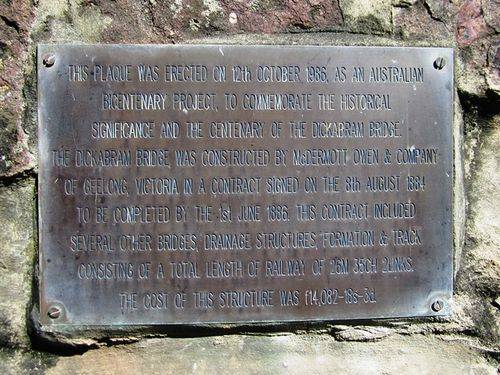 THIS PLAQUE WAS ERECTED ON 12th OCTOBER 1986, AS AN AUSTRALIAN
BICENTENARY PROJECT, TO COMMEMORATE THE HISTORICAL
SIGNIFICANCE AND THE CENTENARY OF THE DICKABRAM BRIDGE.
THE DICKABRAM BRIDGE WAS CONSTRUCTED BY McDERMOTT OWEN & COMPANY
OF GEELONG, VICTORIA IN A CONTRACT SIGNED ON THE 8th AUGUST 1884
TO BE COMPLETED BY THE 1st JUNE 1886. THIS CONTRACT INCLUDED
SEVERAL OTHER BRIDGES, DRAINAGE STRUCTURES, FORMATION & TRACK
CONSISTING OF A TOTAL LENGTH OF RAILWAY OF 26M 35CH 2LINKS.
THE COST OF THIS STRUCTURE WAS £14,082-18s-3d.